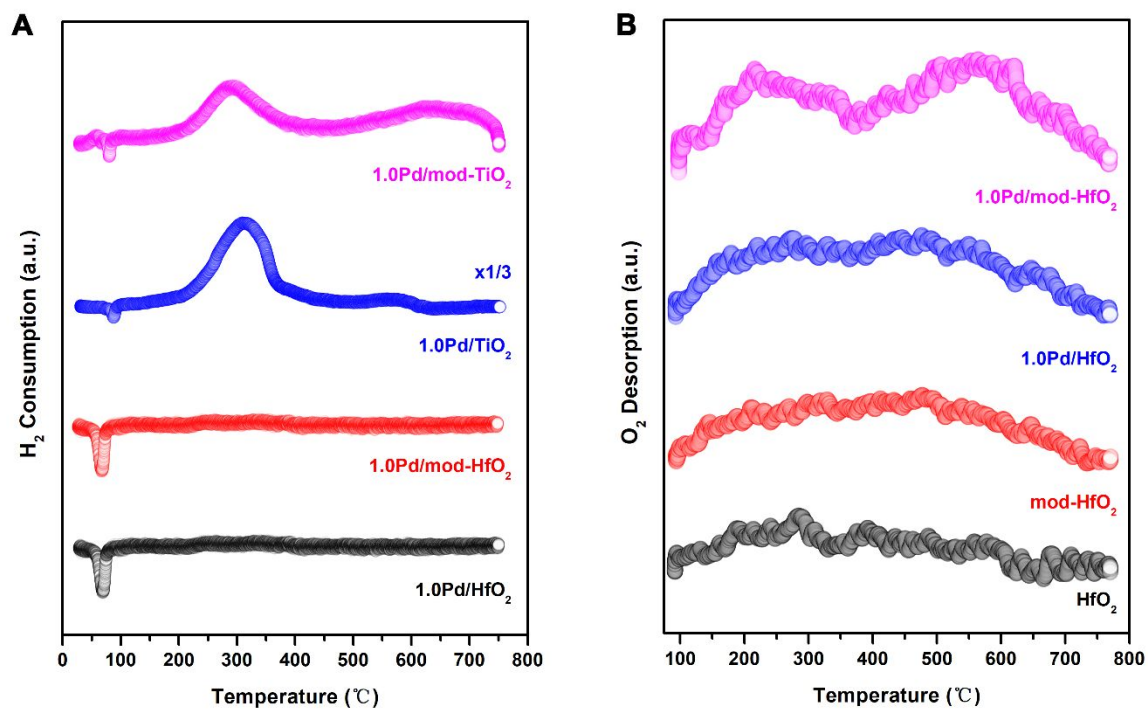 A
H₂ Consumption (a.u.)
1.0Pd/mod-TiO₂
x1/3
1.0Pd/TiO₂
1.0Pd/mod-HfO₂
1.0Pd/HfO₂
0 100 200 300 400 500 600 700 800
Temperature (℃)
B
O₂ Desorption (a.u.)
1.0Pd/mod-HfO₂
1.0Pd/HfO₂
mod-HfO₂
HfO₂
100 200 300 400 500 600 700 800
Temperature (℃)